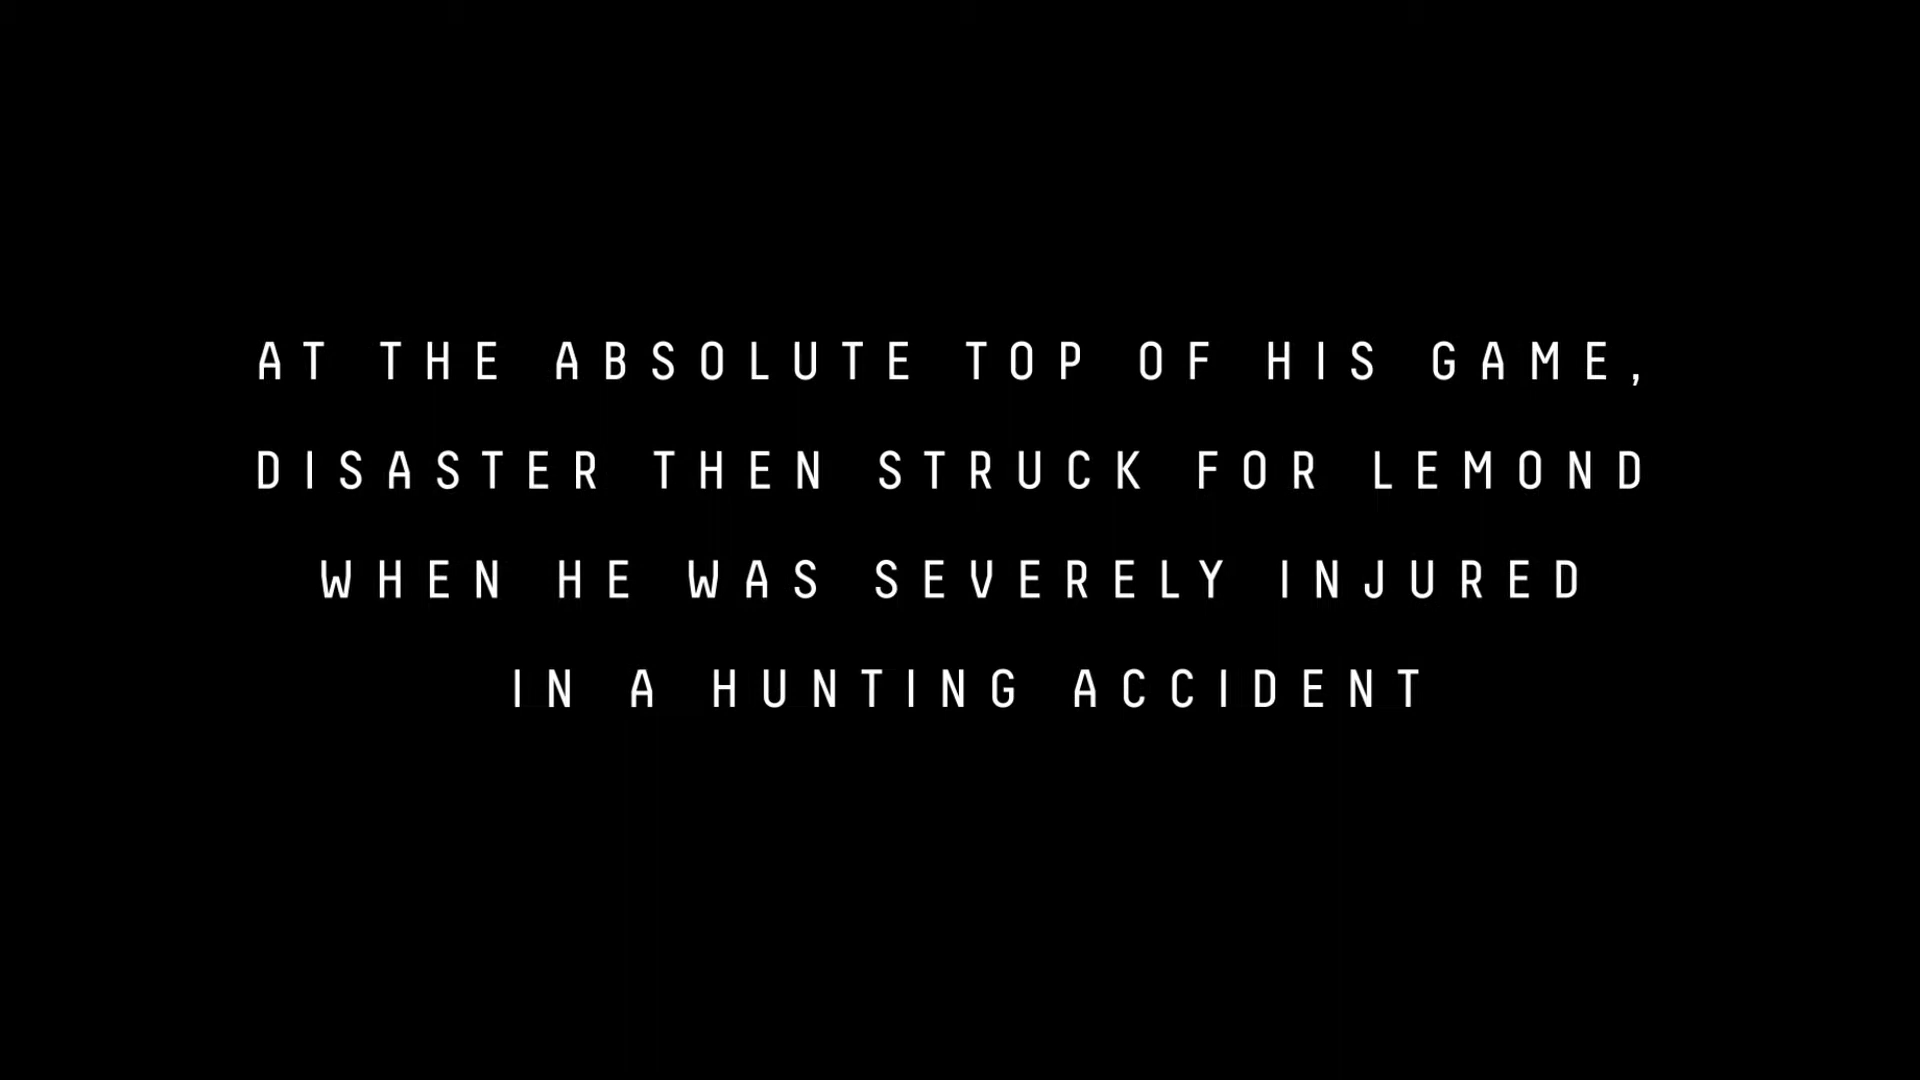 AT THE ABSOLUTE TOP OF HIS GAME,
DISASTER THEN STRUCK FOR LEMOND
WHEN HE WAS SEVERELY INJURED
IN A HUNTING ACCIDENT